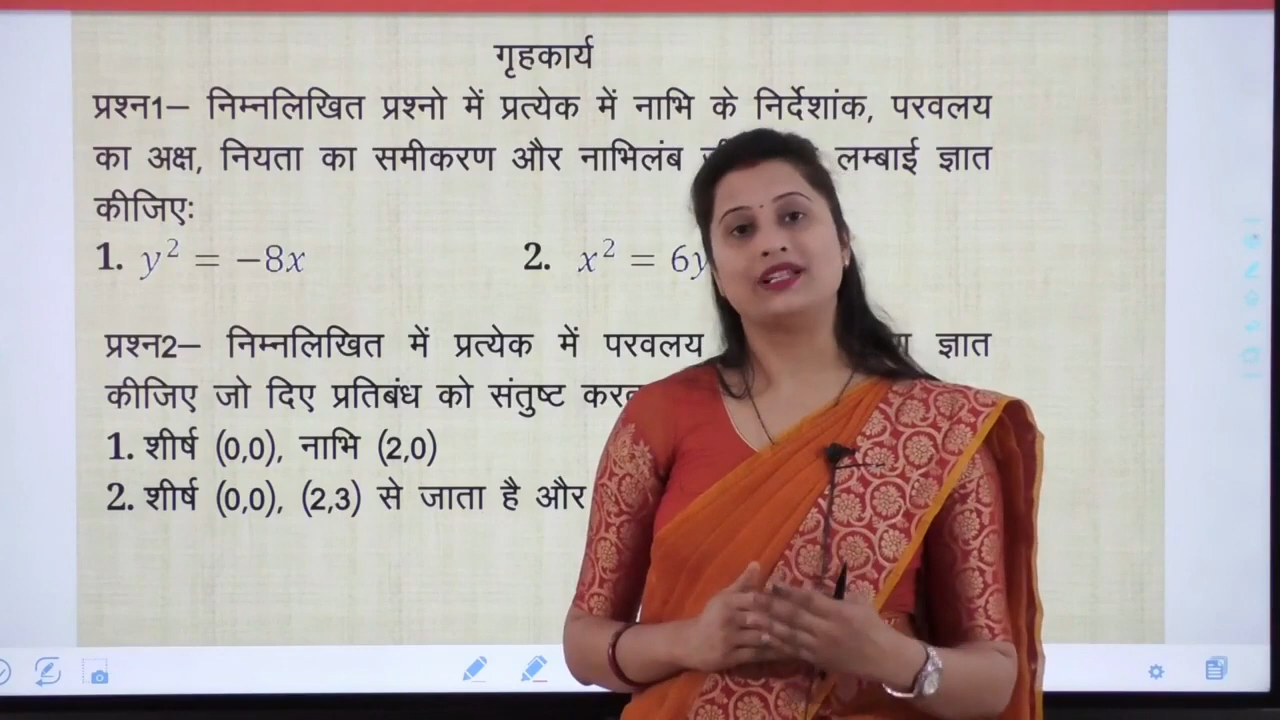 गृहकार्य
प्रश्न1– निम्नलिखित प्रश्नो में प्रत्येक में नाभि के निर्देशांक, परवलय
का अक्ष, नियता का समीकरण और नाभिलंब लम्बाई ज्ञात
कीजिए:
1. y² = −8x 2. x² = 6y
प्रश्न2– निम्नलिखित में प्रत्येक में परवलय ज्ञात
कीजिए जो दिए प्रतिबंध को संतुष्ट
1. शीर्ष (0,0), नाभि (2,0)
2. शीर्ष (0,0), (2,3) से जाता है और